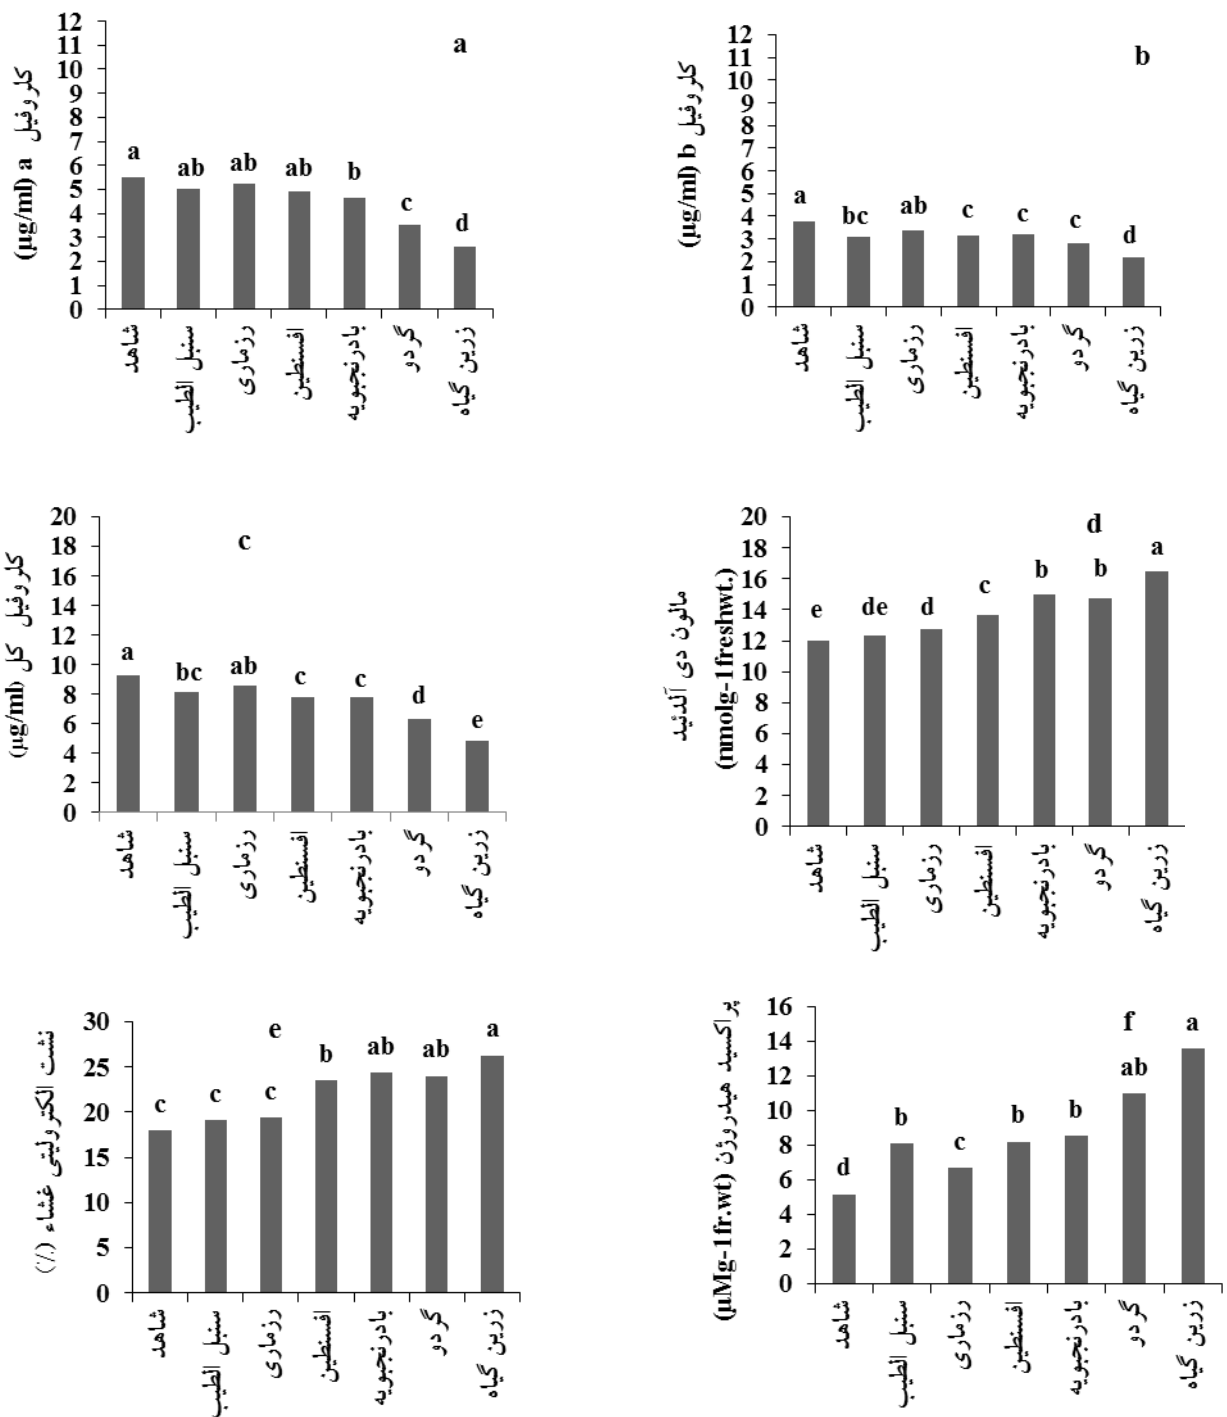 کلروفیل a (µg/ml)
12
11
10
9
8
7
6
5
4
3
2
1
0
a
a
ab
ab
ab
b
c
d
شاهد
سنبل الطیب
رزماری
افسنطین
بادرنجبویه
گردو
زرین گیاه
کلروفیل b (µg/ml)
12
11
10
9
8
7
6
5
4
3
2
1
0
b
a
bc
ab
c
c
c
d
شاهد
سنبل الطیب
رزماری
افسنطین
بادرنجبویه
گردو
زرین گیاه
کلروفیل کل (µg/ml)
20
18
16
14
12
10
8
6
4
2
0
c
a
bc
ab
c
c
d
e
شاهد
سنبل الطیب
رزماری
افسنطین
بادرنجبویه
گردو
زرین گیاه
مالون دی آلدئید
(nmolg-1freshwt.)
20
18
16
14
12
10
8
6
4
2
0
d
e
de
d
c
b
b
a
شاهد
سنبل الطیب
رزماری
افسنطین
بادرنجبویه
گردو
زرین گیاه
نشت الکترولیتی غشاء (٪)
30
25
20
15
10
5
0
e
c
c
c
b
ab
ab
a
شاهد
سنبل الطیب
رزماری
افسنطین
بادرنجبویه
گردو
زرین گیاه
پراکسید هیدروژن (µMg-1fr.wt)
16
14
12
10
8
6
4
2
0
f
d
b
c
b
b
ab
a
شاهد
سنبل الطیب
رزماری
افسنطین
بادرنجبویه
گردو
زرین گیاه